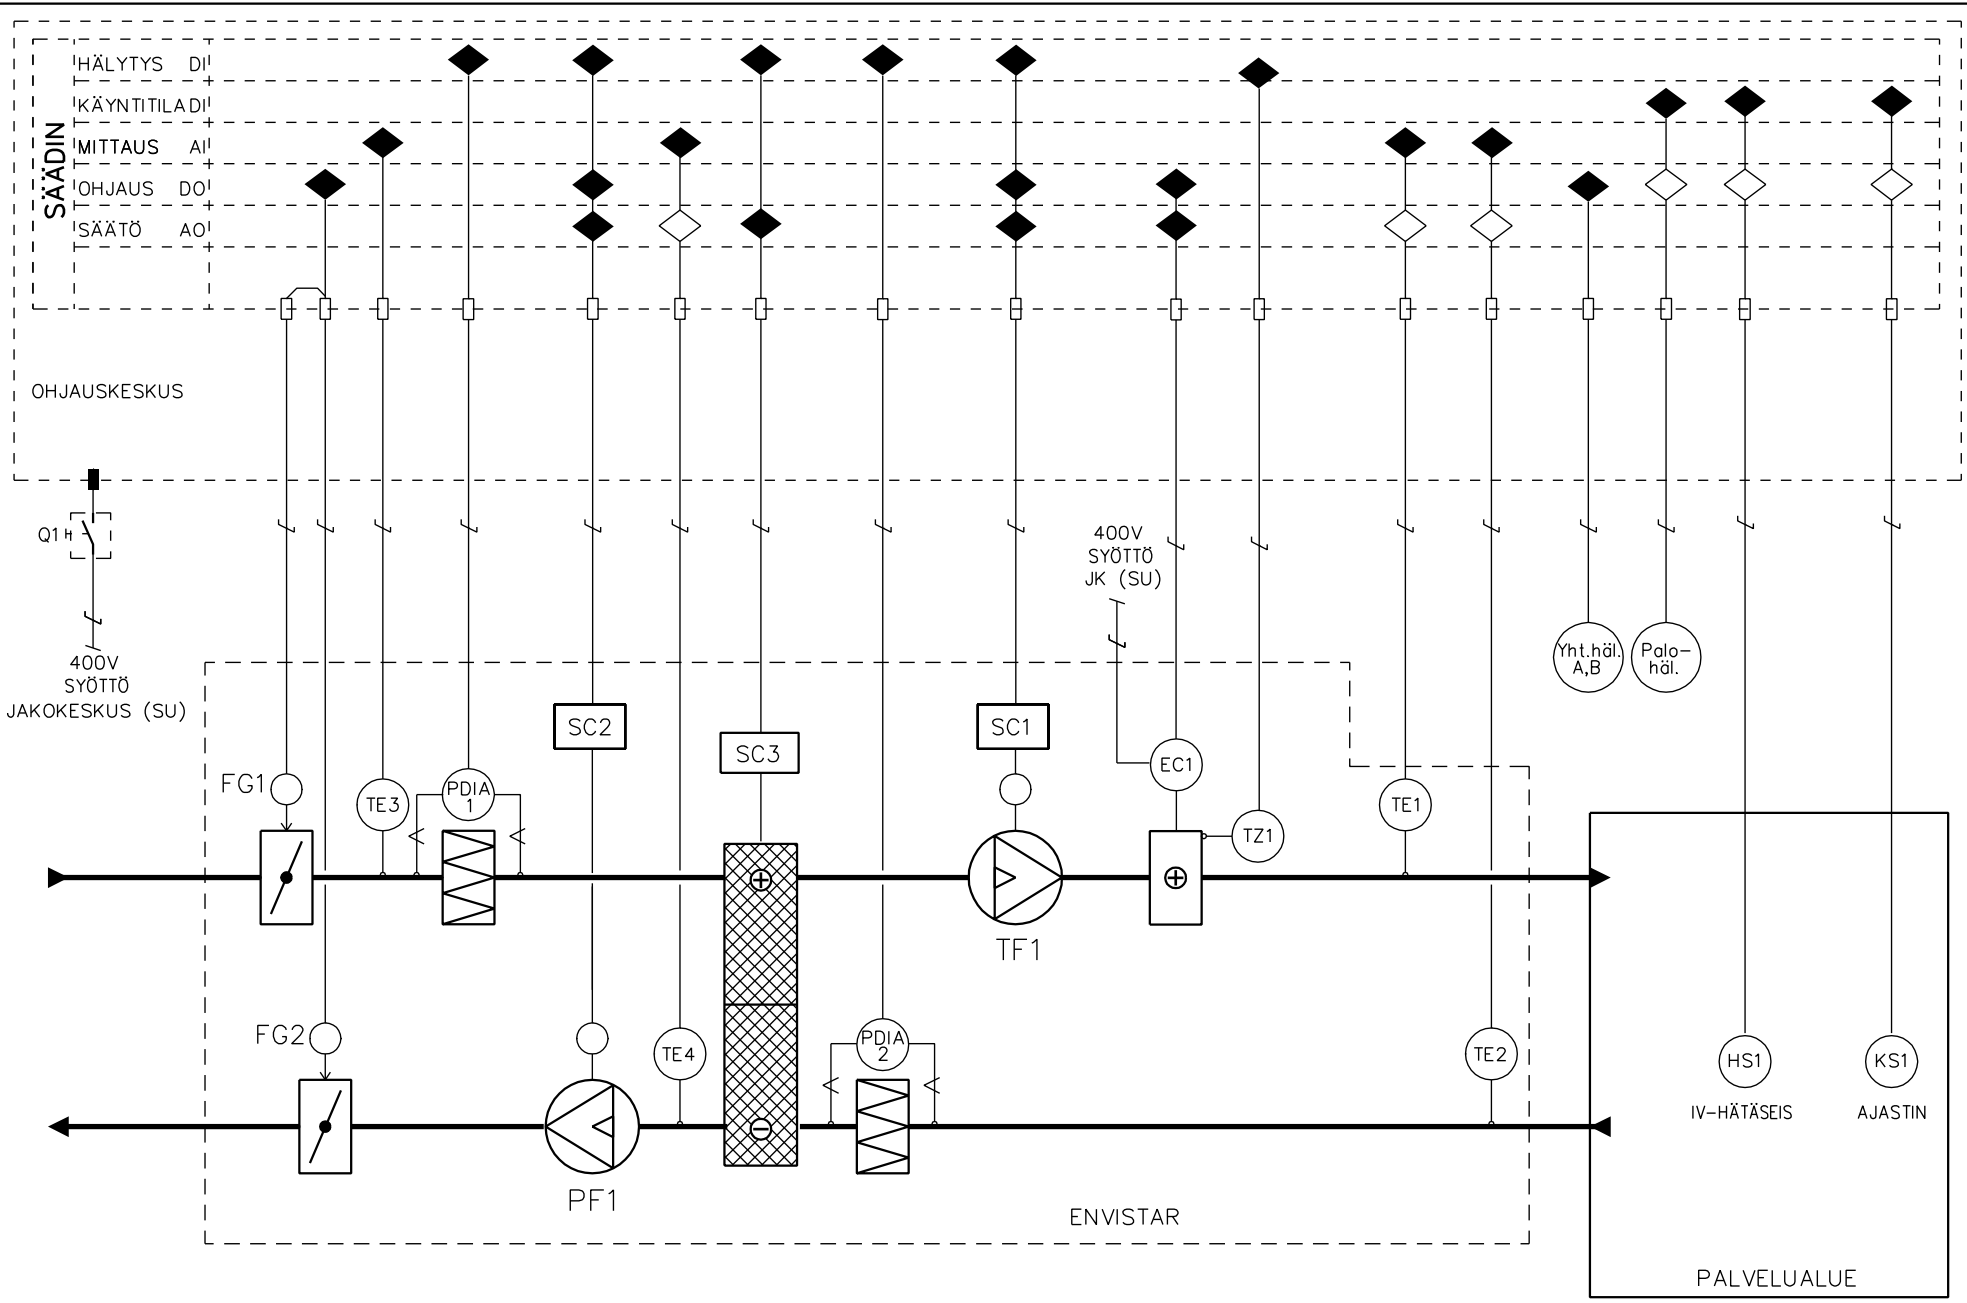 SÄÄDIN
HÄLYTYS DI
KÄYNTITILA DI
MITTAUS AI
OHJAUS DO
SÄÄTÖ AO
OHJAUSKESKUS
Q1
400V
SYÖTTÖ
JAKOKESKUS (SU)
400V
SYÖTTÖ
JK (SU)
Yht.häl.
A,B
Palo-
häl.
SC2
SC3
SC1
EC1
FG1
TE3
PDIA
1
TE1
TZ1
TF1
FG2
TE4
PDIA
2
TE2
HS1
KS1
IV-HÄTÄSEIS
AJASTIN
PF1
ENVISTAR
PALVELUALUE